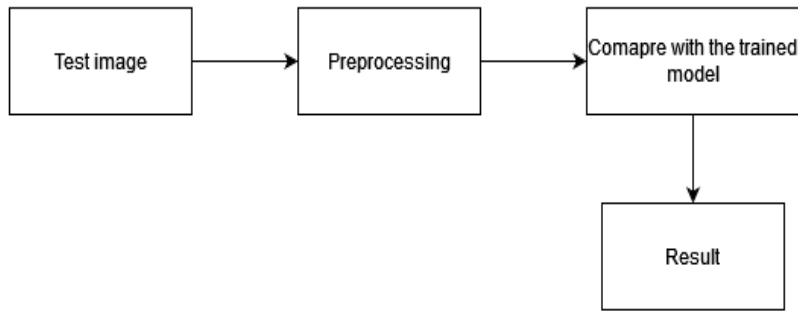 Test image
Preprocessing
Comapre with the trained
model
Result